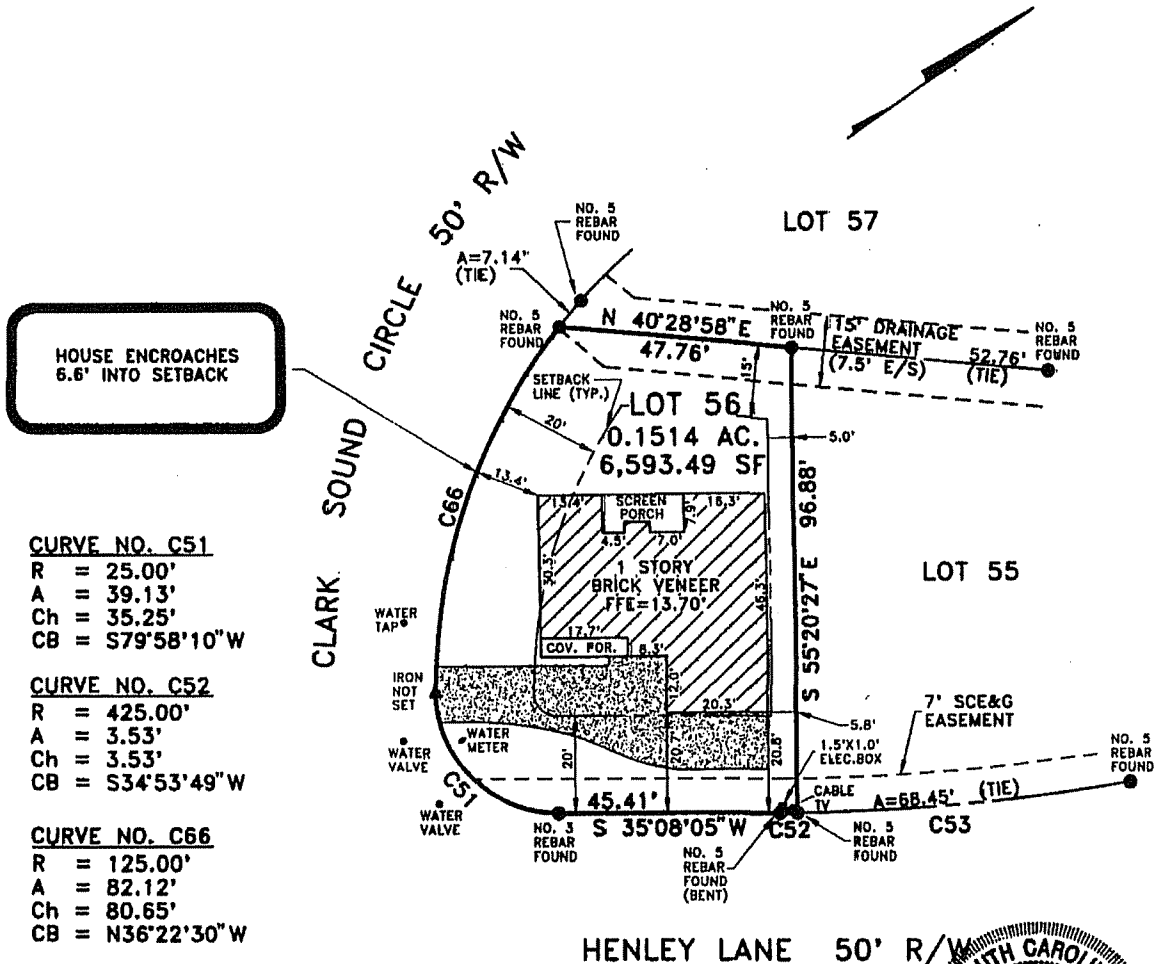 CIRCLE 50' R/W
NO. 5
REBAR
FOUND
LOT 57
A=7.14'
(TIE)
NO. 5
REBAR
FOUND
N 40°28'58"E
47.76'
NO. 5
REBAR
FOUND
15' DRAINAGE
EASEMENT
(7.5' E/S)
52.76'
(TIE)
NO. 5
REBAR
FOUND
HOUSE ENCROACHES
6.6' INTO SETBACK
SETBACK
LINE (TYP.)
15'
LOT 56
0.1514 AC.
6,593.49 SF
20'
5.0'
13.4'
C66
CLARK SOUND
13.4'
SCREEN
PORCH
7.9'
16.3'
4.5'
7.0'
96.88'
S 55°20'27"E
30.3'
1 STORY
BRICK VENEER
FFE=13.70'
LOT 55
CURVE NO. C51
R = 25.00'
A = 39.13'
Ch = 35.25'
CB = S79°58'10"W
WATER
TAP
17.7'
COV. POR.
8.3'
12.0'
20.3'
IRON
NOT
SET
CURVE NO. C52
R = 425.00'
A = 3.53'
Ch = 3.53'
CB = S34°53'49"W
7' SCE&G
EASEMENT
5.8'
1.5'X1.0'
ELEC.BOX
WATER
METER
WATER
VALVE
20'
20.7'
20.8'
NO. 5
REBAR
FOUND
C51
45.41'
CABLE
TV
A=68.45' (TIE)
WATER
VALVE
S 35°08'05"W
C52
C53
NO. 3
REBAR
FOUND
NO. 5
REBAR
FOUND
(BENT)
NO. 5
REBAR
FOUND
CURVE NO. C66
R = 125.00'
A = 82.12'
Ch = 80.65'
CB = N36°22'30"W
HENLEY LANE 50' R/W